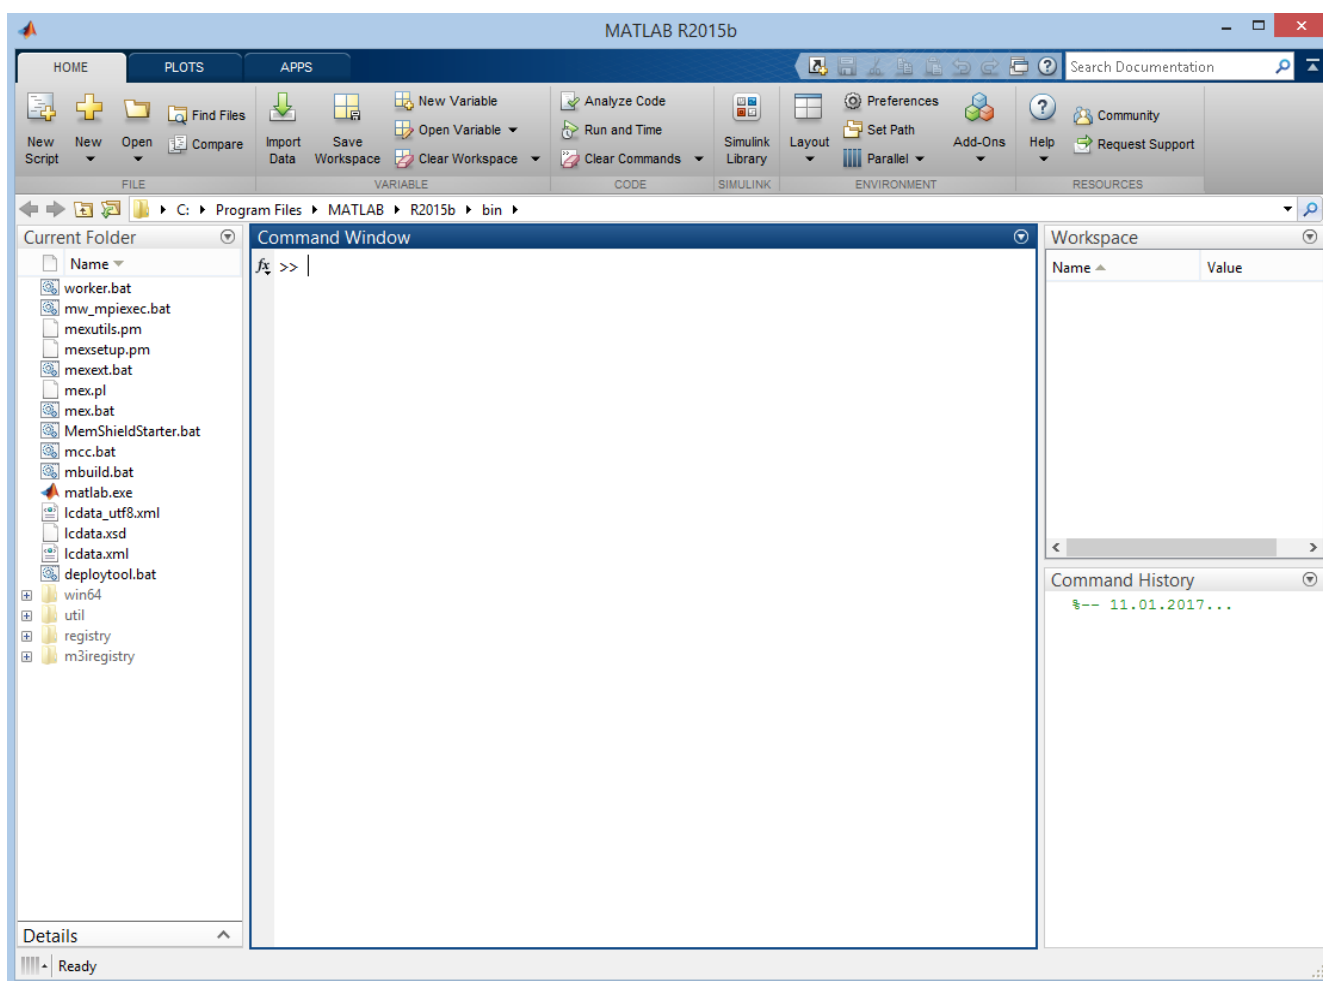 MATLAB R2015b
HOME PLOTS APPS Search Documentation
New Script New Open Find Files Compare
Import Data Save Workspace New Variable Open Variable Clear Workspace
Analyze Code Run and Time Clear Commands
Simulink Library Layout Preferences Set Path Parallel Add-Ons
Help Community Request Support
FILE VARIABLE CODE SIMULINK ENVIRONMENT RESOURCES
C: Program Files MATLAB R2015b bin
Current Folder
Name
worker.bat
mw_mpiexec.bat
mexutils.pm
mexsetup.pm
mexext.bat
mex.pl
mex.bat
MemShieldStarter.bat
mcc.bat
mbuild.bat
matlab.exe
lcdata_utf8.xml
lcdata.xsd
lcdata.xml
deploytool.bat
win64
util
registry
m3iregistry
Details
Command Window
fx >>
Workspace
Name Value
Command History
%-- 11.01.2017...
Ready